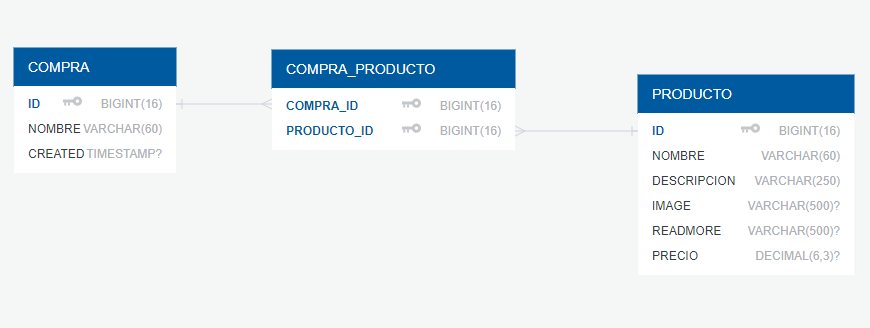 COMPRA
ID BIGINT(16)
NOMBRE VARCHAR(60)
CREATED TIMESTAMP?
COMPRA_PRODUCTO
COMPRA_ID BIGINT(16)
PRODUCTO_ID BIGINT(16)
PRODUCTO
ID BIGINT(16)
NOMBRE VARCHAR(60)
DESCRIPCION VARCHAR(250)
IMAGE VARCHAR(500)?
READMORE VARCHAR(500)?
PRECIO DECIMAL(6,3)?